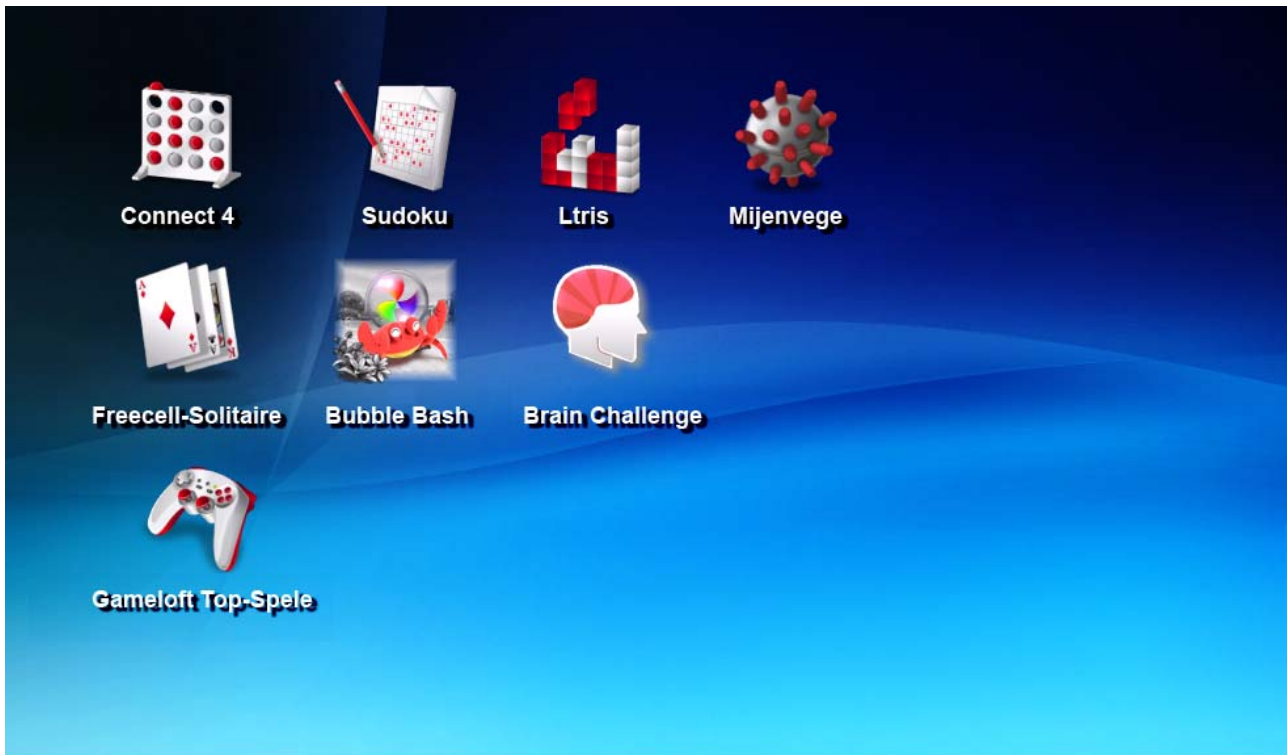 Connect 4
Sudoku
Ltris
Mijenvege
Freecell-Solitaire
Bubble Bash
Brain Challenge
Gameloft Top-Spele